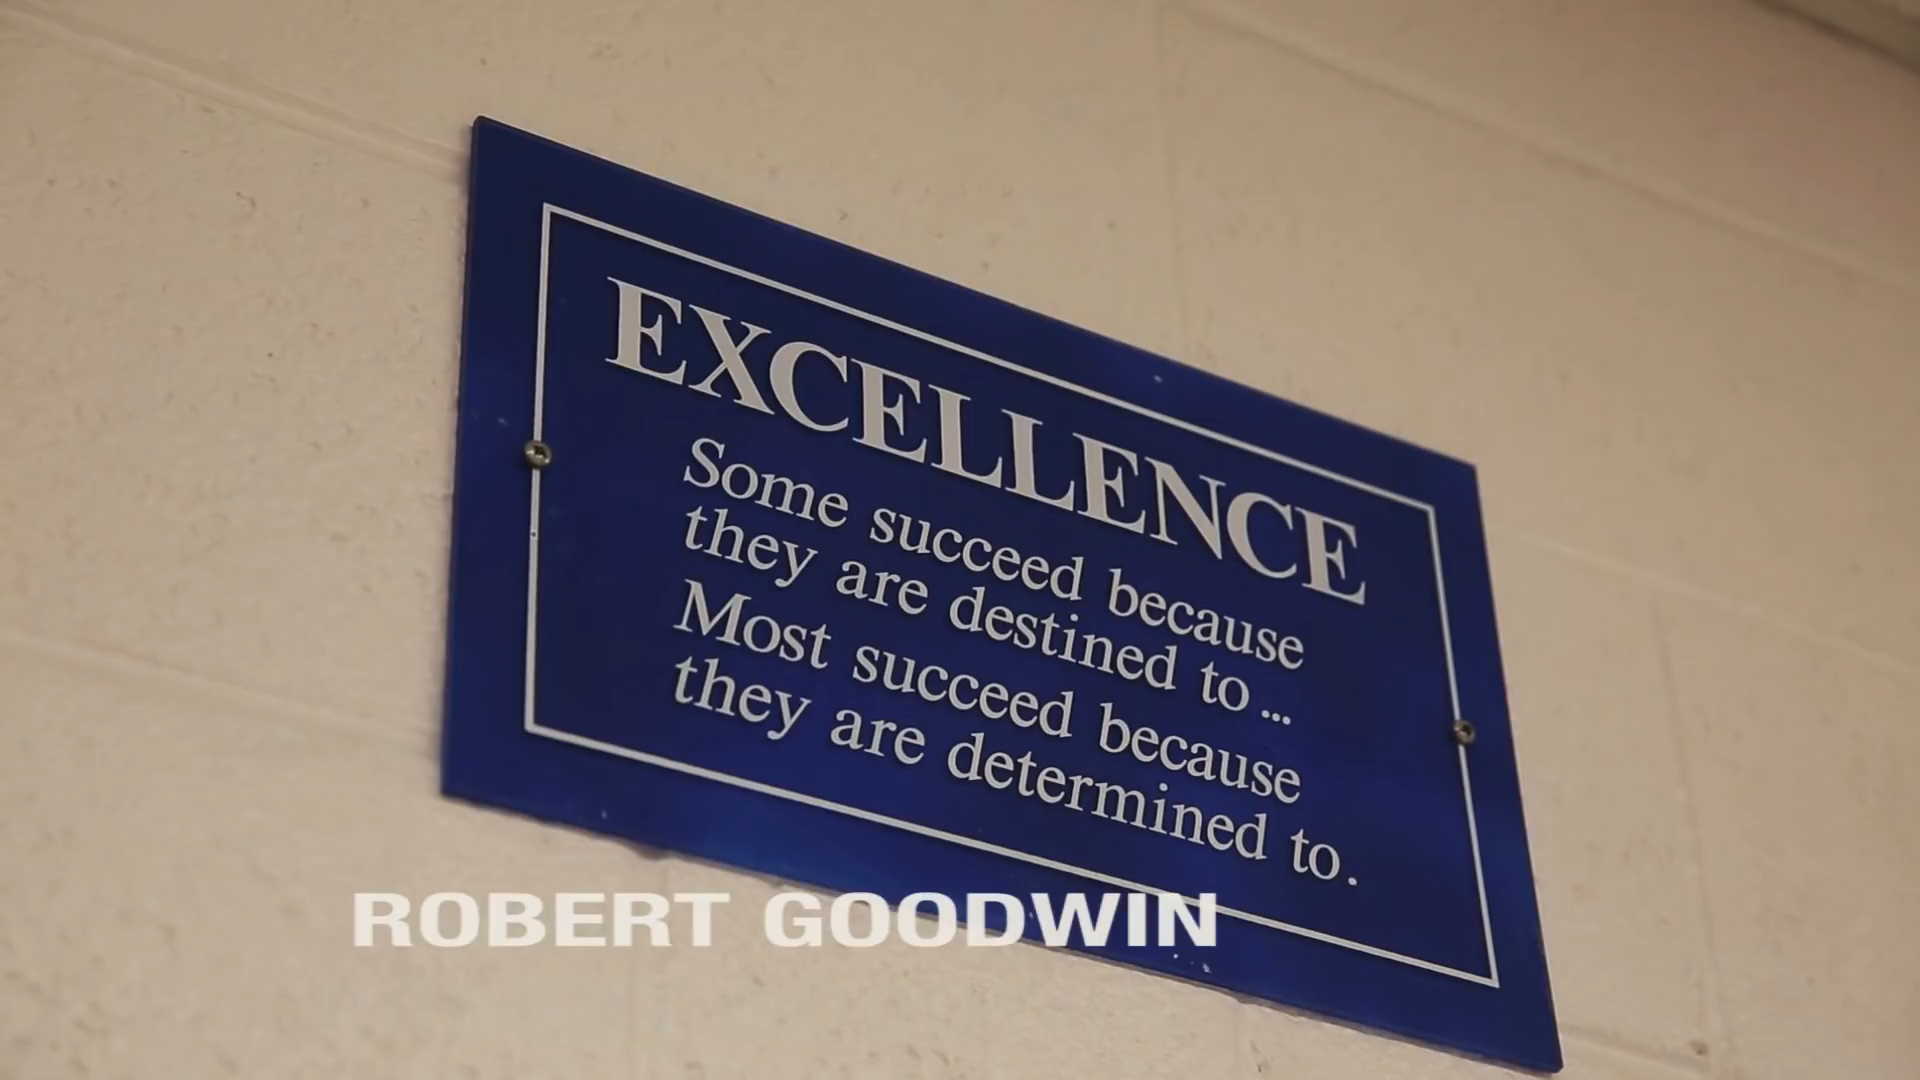 EXCELLENCE
Some succeed because
they are destined to...
Most succeed because
they are determined to.
ROBERT GOODWIN